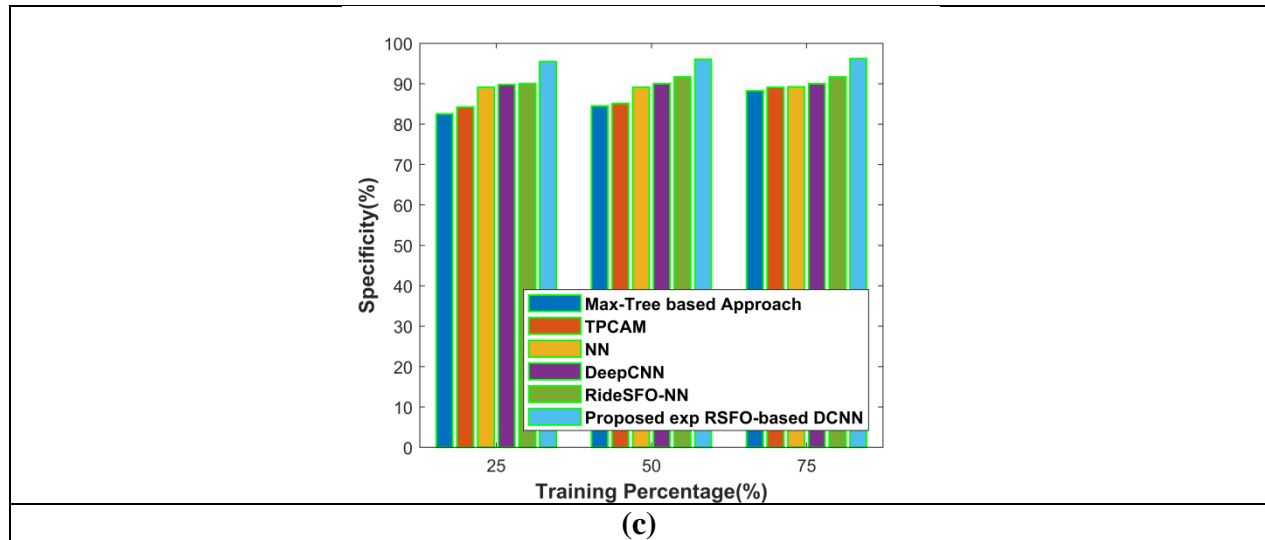 100
90
80
70
60
50
40
30
20
10
0
Specificity(%)
Max-Tree based Approach
TPCAM
NN
DeepCNN
RideSFO-NN
Proposed exp RSFO-based DCNN
25 50 75
Training Percentage(%)
(c)